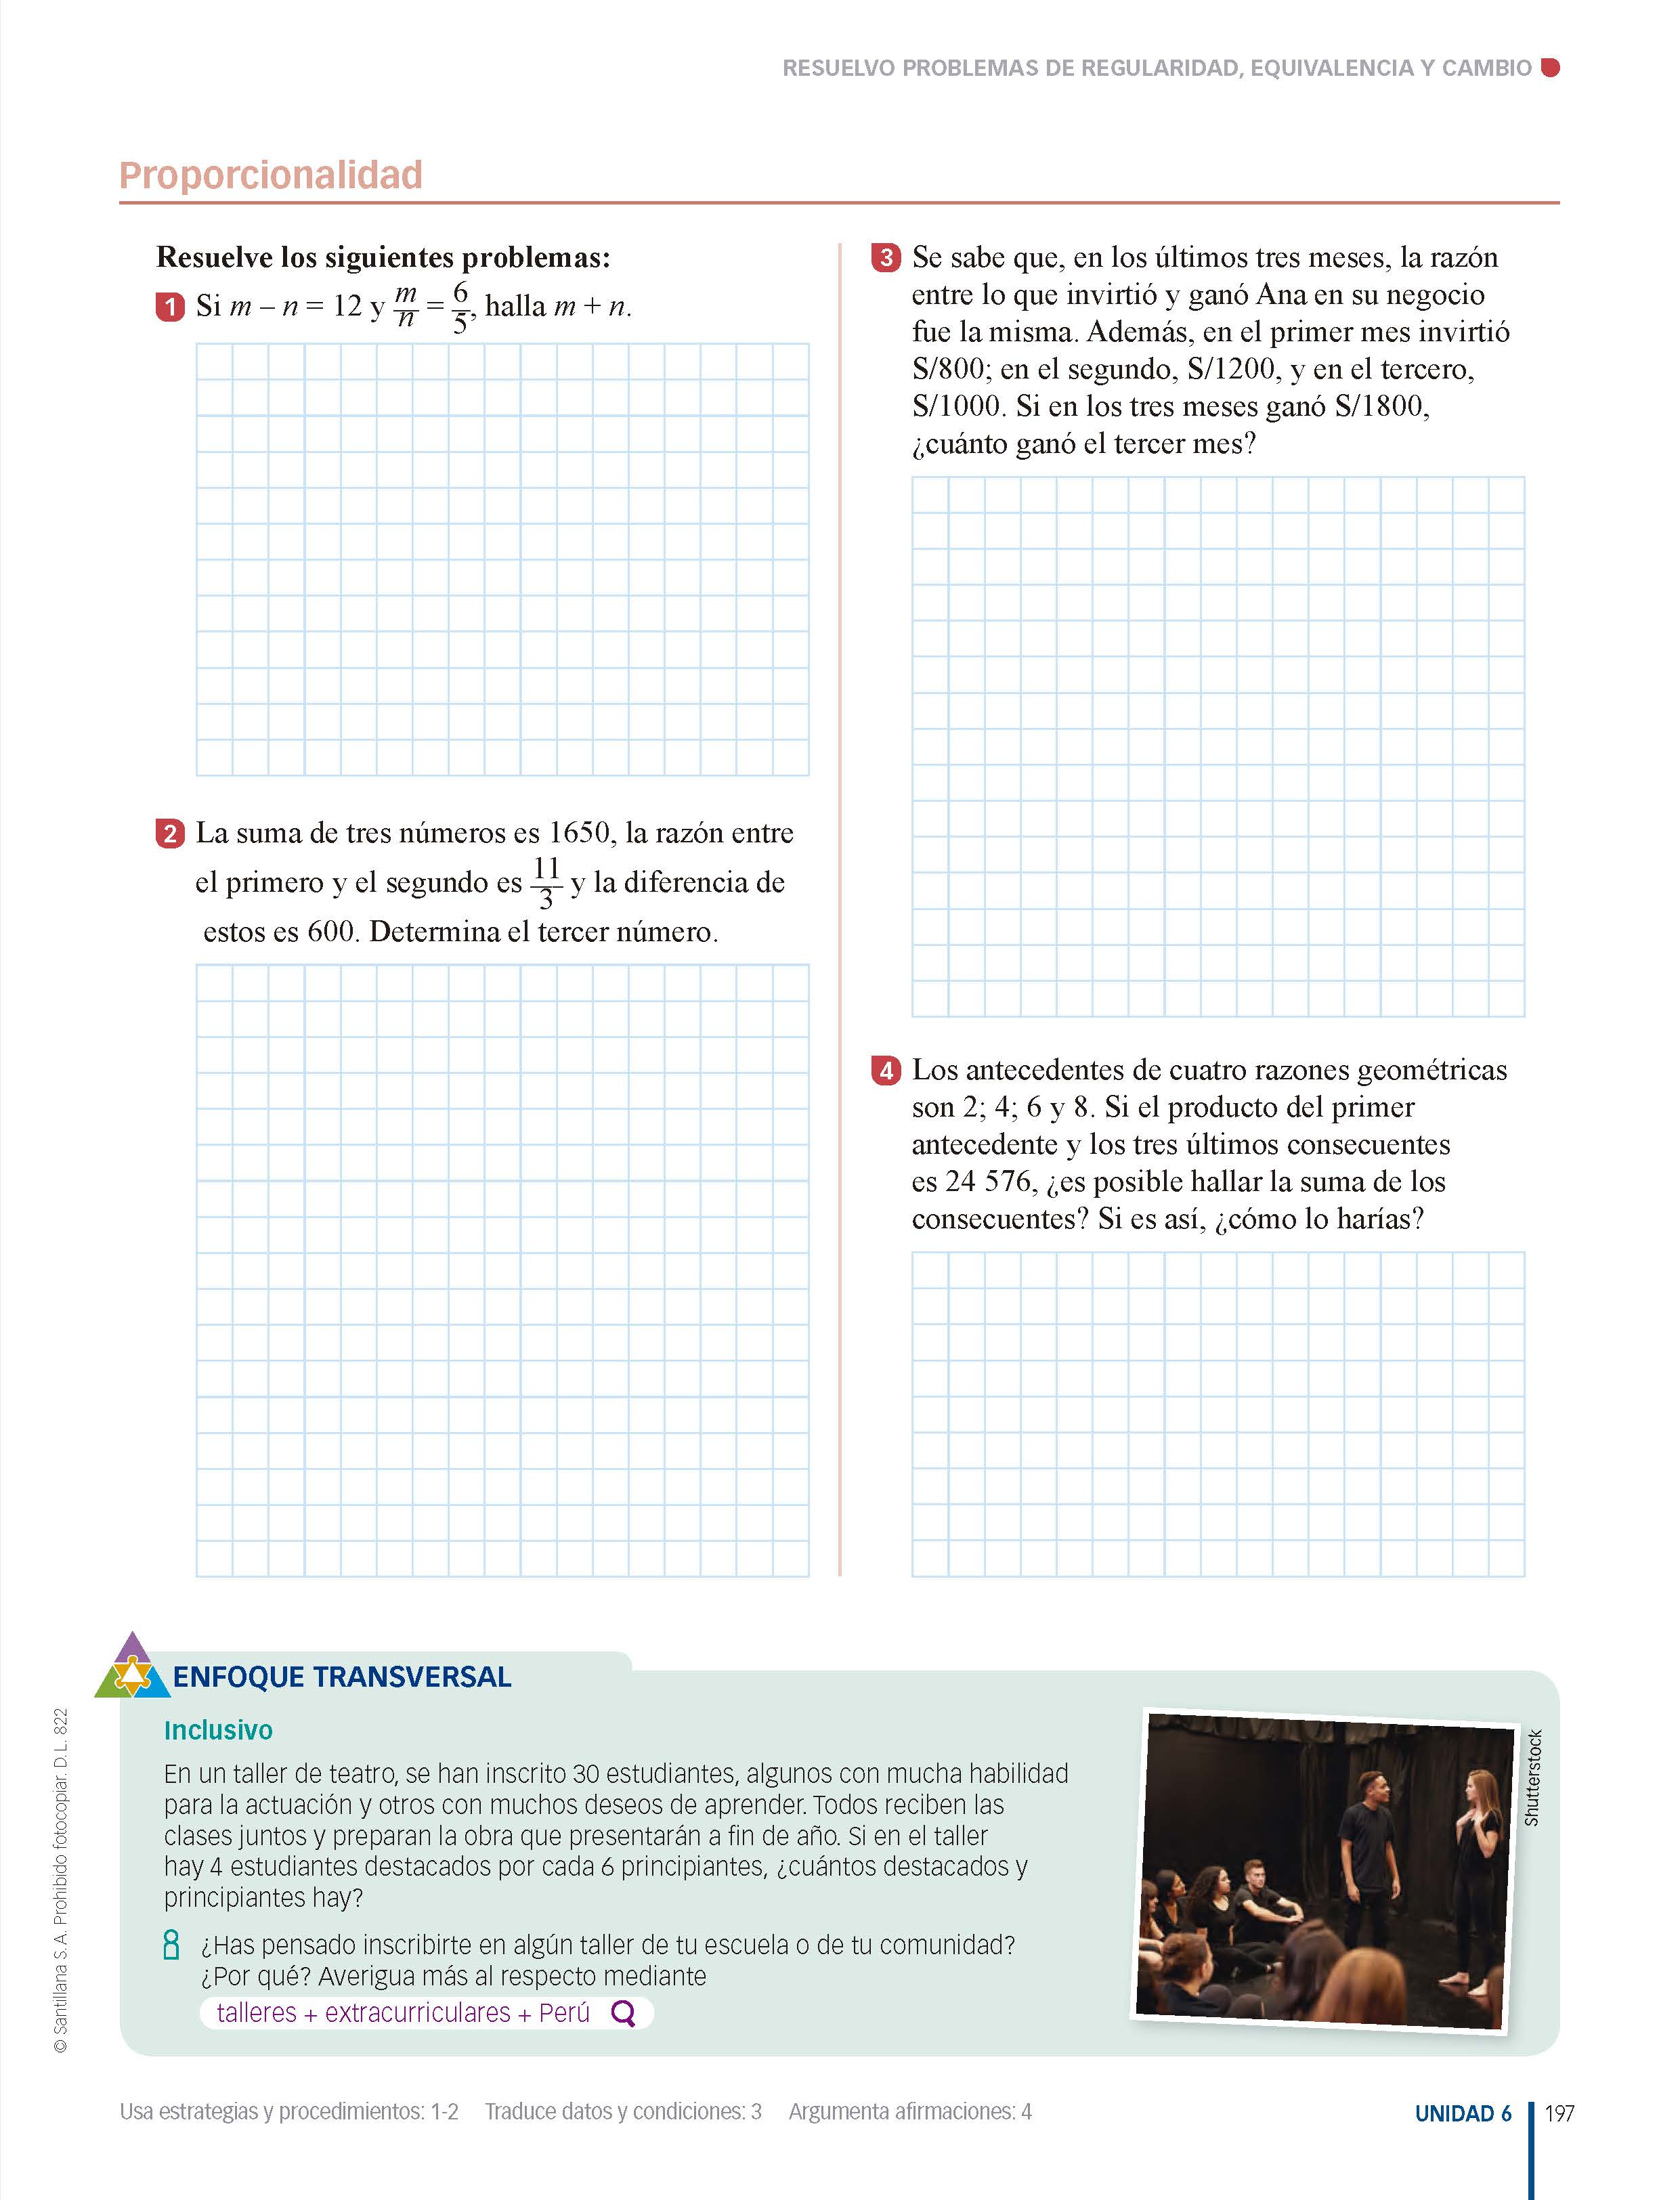 RESUELVO PROBLEMAS DE REGULARIDAD, EQUIVALENCIA Y CAMBIO
Proporcionalidad
Resuelve los siguientes problemas:
1 Si m – n = 12 y m/n = 6/5, halla m + n.
2 La suma de tres números es 1650, la razón entre
el primero y el segundo es 11/3 y la diferencia de
estos es 600. Determina el tercer número.
3 Se sabe que, en los últimos tres meses, la razón
entre lo que invirtió y ganó Ana en su negocio
fue la misma. Además, en el primer mes invirtió
S/800; en el segundo, S/1200, y en el tercero,
S/1000. Si en los tres meses ganó S/1800,
¿cuánto ganó el tercer mes?
4 Los antecedentes de cuatro razones geométricas
son 2; 4; 6 y 8. Si el producto del primer
antecedente y los tres últimos consecuentes
es 24 576, ¿es posible hallar la suma de los
consecuentes? Si es así, ¿cómo lo harías?
ENFOQUE TRANSVERSAL
Inclusivo
En un taller de teatro, se han inscrito 30 estudiantes, algunos con mucha habilidad
para la actuación y otros con muchos deseos de aprender. Todos reciben las
clases juntos y preparan la obra que presentarán a fin de año. Si en el taller
hay 4 estudiantes destacados por cada 6 principiantes, ¿cuántos destacados y
principiantes hay?
¿Has pensado inscribirte en algún taller de tu escuela o de tu comunidad?
¿Por qué? Averigua más al respecto mediante
talleres + extracurriculares + Perú
Shutterstock
© Santillana S. A. Prohibido fotocopiar. D. L. 822
Usa estrategias y procedimientos: 1-2 Traduce datos y condiciones: 3 Argumenta afirmaciones: 4
UNIDAD 6 197